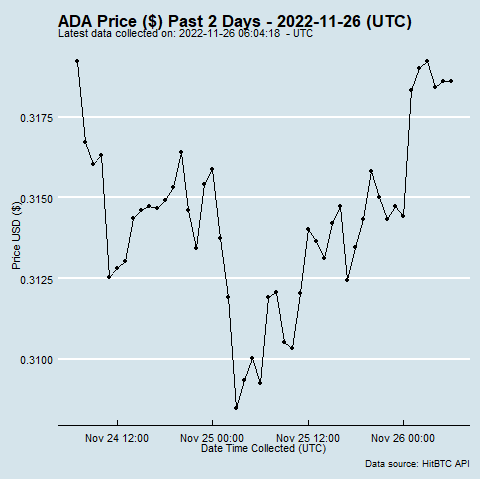 ADA Price ($) Past 2 Days - 2022-11-26 (UTC)
Latest data collected on: 2022-11-26 06:04:18  - UTC
Price USD ($)
0.3175
0.3150
0.3125
0.3100
Nov 24 12:00
Nov 25 00:00
Nov 25 12:00
Nov 26 00:00
Date Time Collected (UTC)
Data source: HitBTC API